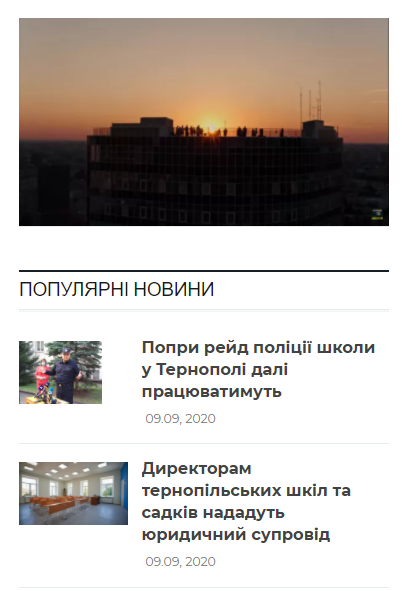 ПОПУЛЯРНІ НОВИНИ
Попри рейд поліції школи
у Тернополі далі
працюватимуть
09.09, 2020
Директорам
тернопільських шкіл та
садків нададуть
юридичний супровід
09.09, 2020